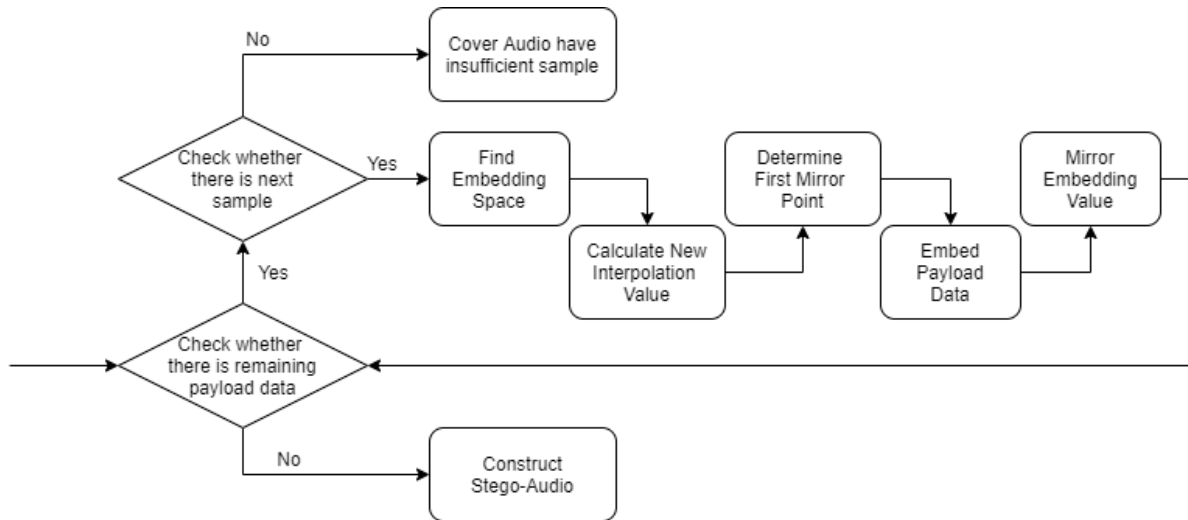 No
Cover Audio have
insufficient sample
Check whether
there is next
sample
Yes
Find
Embedding
Space
Determine
First Mirror
Point
Mirror
Embedding
Value
Calculate New
Interpolation
Value
Embed
Payload
Data
Yes
Check whether
there is remaining
payload data
No
Construct
Stego-Audio